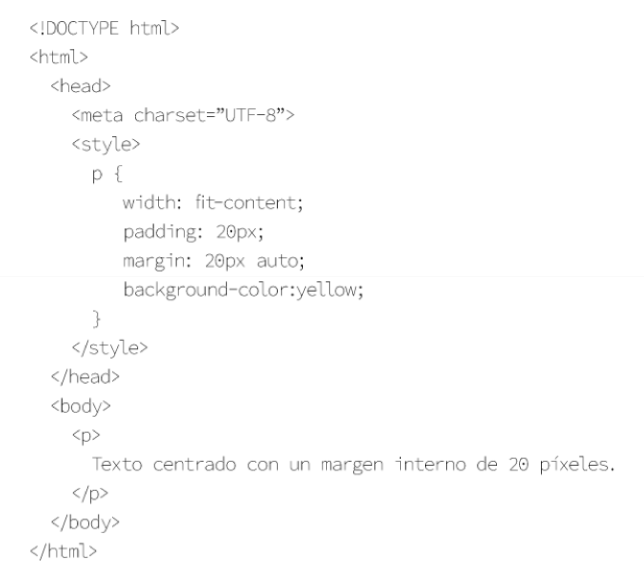 <!DOCTYPE html>
<html>
<head>
<meta charset=”UTF-8”>
<style>
p {
width: fit-content;
padding: 20px;
margin: 20px auto;
background-color:yellow;
}
</style>
</head>
<body>
<p>
Texto centrado con un margen interno de 20 píxeles.
</p>
</body>
</html>